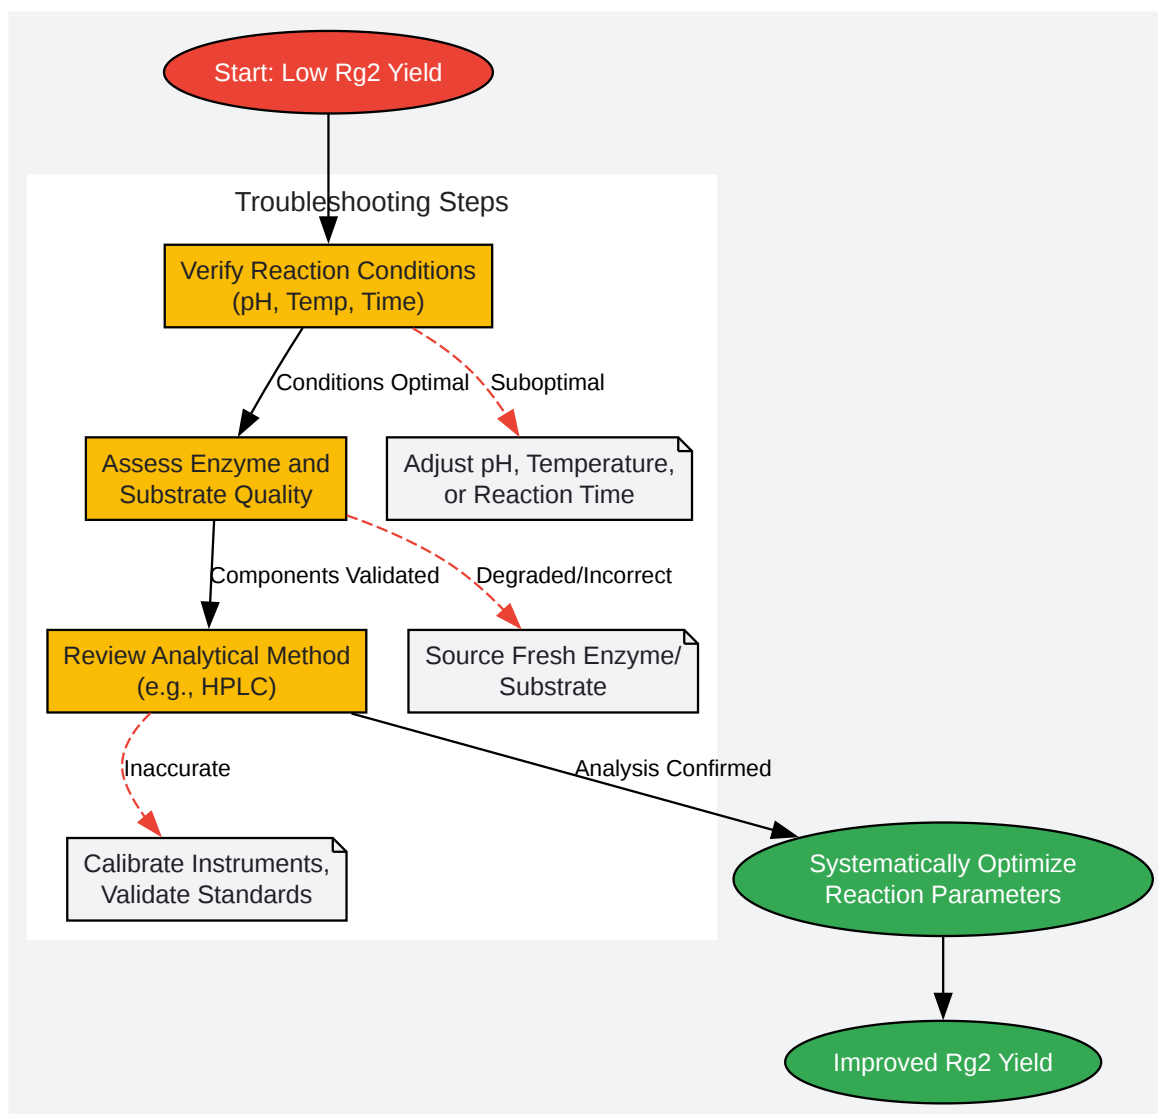 Start: Low Rg2 Yield
Troubleshooting Steps
Verify Reaction Conditions
(pH, Temp, Time)
Conditions Optimal
Suboptimal
Assess Enzyme and
Substrate Quality
Adjust pH, Temperature,
or Reaction Time
Components Validated
Degraded/Incorrect
Review Analytical Method
(e.g., HPLC)
Source Fresh Enzyme/
Substrate
Inaccurate
Analysis Confirmed
Calibrate Instruments,
Validate Standards
Systematically Optimize
Reaction Parameters
Improved Rg2 Yield